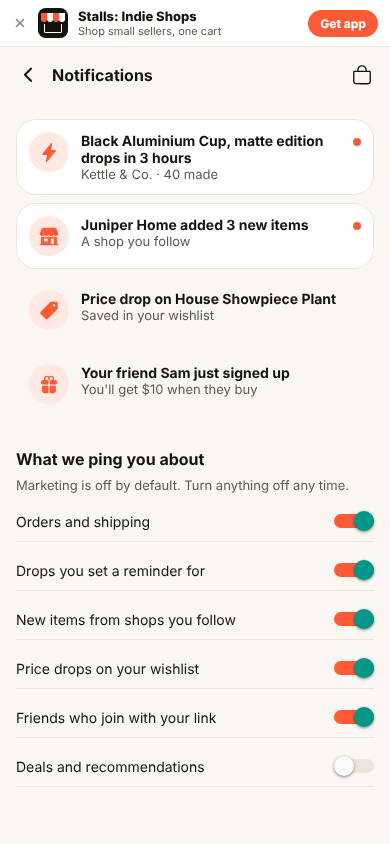 Stalls: Indie Shops
Shop small sellers, one cart
Get app
Notifications
Black Aluminium Cup, matte edition
drops in 3 hours
Kettle & Co. · 40 made
Juniper Home added 3 new items
A shop you follow
Price drop on House Showpiece Plant
Saved in your wishlist
Your friend Sam just signed up
You'll get $10 when they buy
What we ping you about
Marketing is off by default. Turn anything off any time.
Orders and shipping
Drops you set a reminder for
New items from shops you follow
Price drops on your wishlist
Friends who join with your link
Deals and recommendations